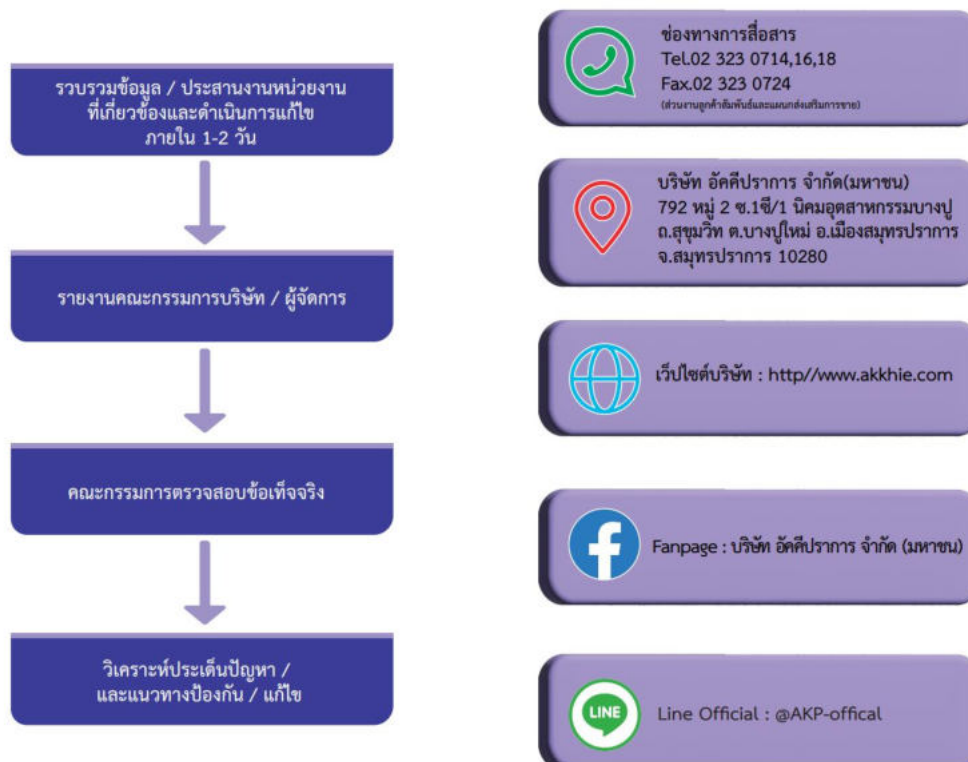 รวบรวมข้อมูล / ประสานงานหน่วยงาน
ที่เกี่ยวข้องและดำเนินการแก้ไข
ภายใน 1-2 วัน
รายงานคณะกรรมการบริษัท / ผู้จัดการ
คณะกรรมการตรวจสอบข้อเท็จจริง
วิเคราะห์ประเด็นปัญหา /
และแนวทางป้องกัน / แก้ไข
ช่องทางการสื่อสาร
Tel.02 323 0714,16,18
Fax.02 323 0724
(ส่วนงานลูกค้าสัมพันธ์และแผนกส่งเสริมการขาย)
บริษัท อัคคีปราการ จำกัด(มหาชน)
792 หมู่ 2 ซ.1ซี/1 นิคมอุตสาหกรรมบางปู
ถ.สุขุมวิท ต.บางปูใหม่ อ.เมืองสมุทรปราการ
จ.สมุทรปราการ 10280
เว็ปไซต์บริษัท : http//www.akkhie.com
Fanpage : บริษัท อัคคีปราการ จำกัด (มหาชน)
LINE
Line Official : @AKP-offical